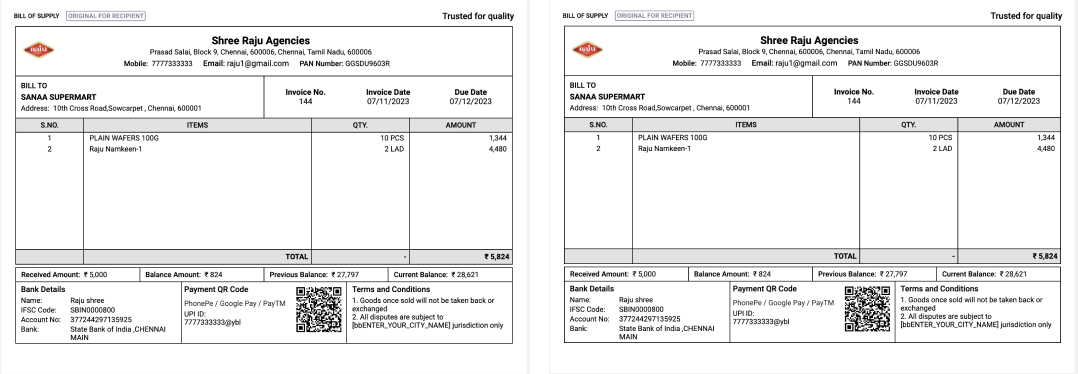 BILL OF SUPPLY ORIGINAL FOR RECIPIENT Trusted for quality
Raju
Shree Raju Agencies
Prasad Salai, Block 9, Chennai, 600006, Chennai, Tamil Nadu, 600006
Mobile: 7777333333 Email: raju1@gmail.com PAN Number: GGSDU9603R
BILL TO
SANAA SUPERMART
Address: 10th Cross Road,Sowcarpet , Chennai, 600001
Invoice No. Invoice Date Due Date
144 07/11/2023 07/12/2023
S.NO. ITEMS QTY. AMOUNT
1 PLAIN WAFERS 100G 10 PCS 1,344
2 Raju Namkeen-1 2 LAD 4,480
TOTAL - ₹ 5,824
Received Amount: ₹ 5,000 Balance Amount: ₹ 824 Previous Balance: ₹ 27,797 Current Balance: ₹ 28,621
Bank Details
Name: Raju shree
IFSC Code: SBIN0000800
Account No: 377244297135925
Bank: State Bank of India ,CHENNAI
MAIN
Payment QR Code
PhonePe / Google Pay / PayTM
UPI ID:
7777333333@ybl
Terms and Conditions
1. Goods once sold will not be taken back or
exchanged
2. All disputes are subject to
[bbENTER_YOUR_CITY_NAME] jurisdiction only
BILL OF SUPPLY ORIGINAL FOR RECIPIENT Trusted for quality
Raju
Shree Raju Agencies
Prasad Salai, Block 9, Chennai, 600006, Chennai, Tamil Nadu, 600006
Mobile: 7777333333 Email: raju1@gmail.com PAN Number: GGSDU9603R
BILL TO
SANAA SUPERMART
Address: 10th Cross Road,Sowcarpet , Chennai, 600001
Invoice No. Invoice Date Due Date
144 07/11/2023 07/12/2023
S.NO. ITEMS QTY. AMOUNT
1 PLAIN WAFERS 100G 10 PCS 1,344
2 Raju Namkeen-1 2 LAD 4,480
TOTAL - ₹ 5,824
Received Amount: ₹ 5,000 Balance Amount: ₹ 824 Previous Balance: ₹ 27,797 Current Balance: ₹ 28,621
Bank Details
Name: Raju shree
IFSC Code: SBIN0000800
Account No: 377244297135925
Bank: State Bank of India ,CHENNAI
MAIN
Payment QR Code
PhonePe / Google Pay / PayTM
UPI ID:
7777333333@ybl
Terms and Conditions
1. Goods once sold will not be taken back or
exchanged
2. All disputes are subject to
[bbENTER_YOUR_CITY_NAME] jurisdiction only